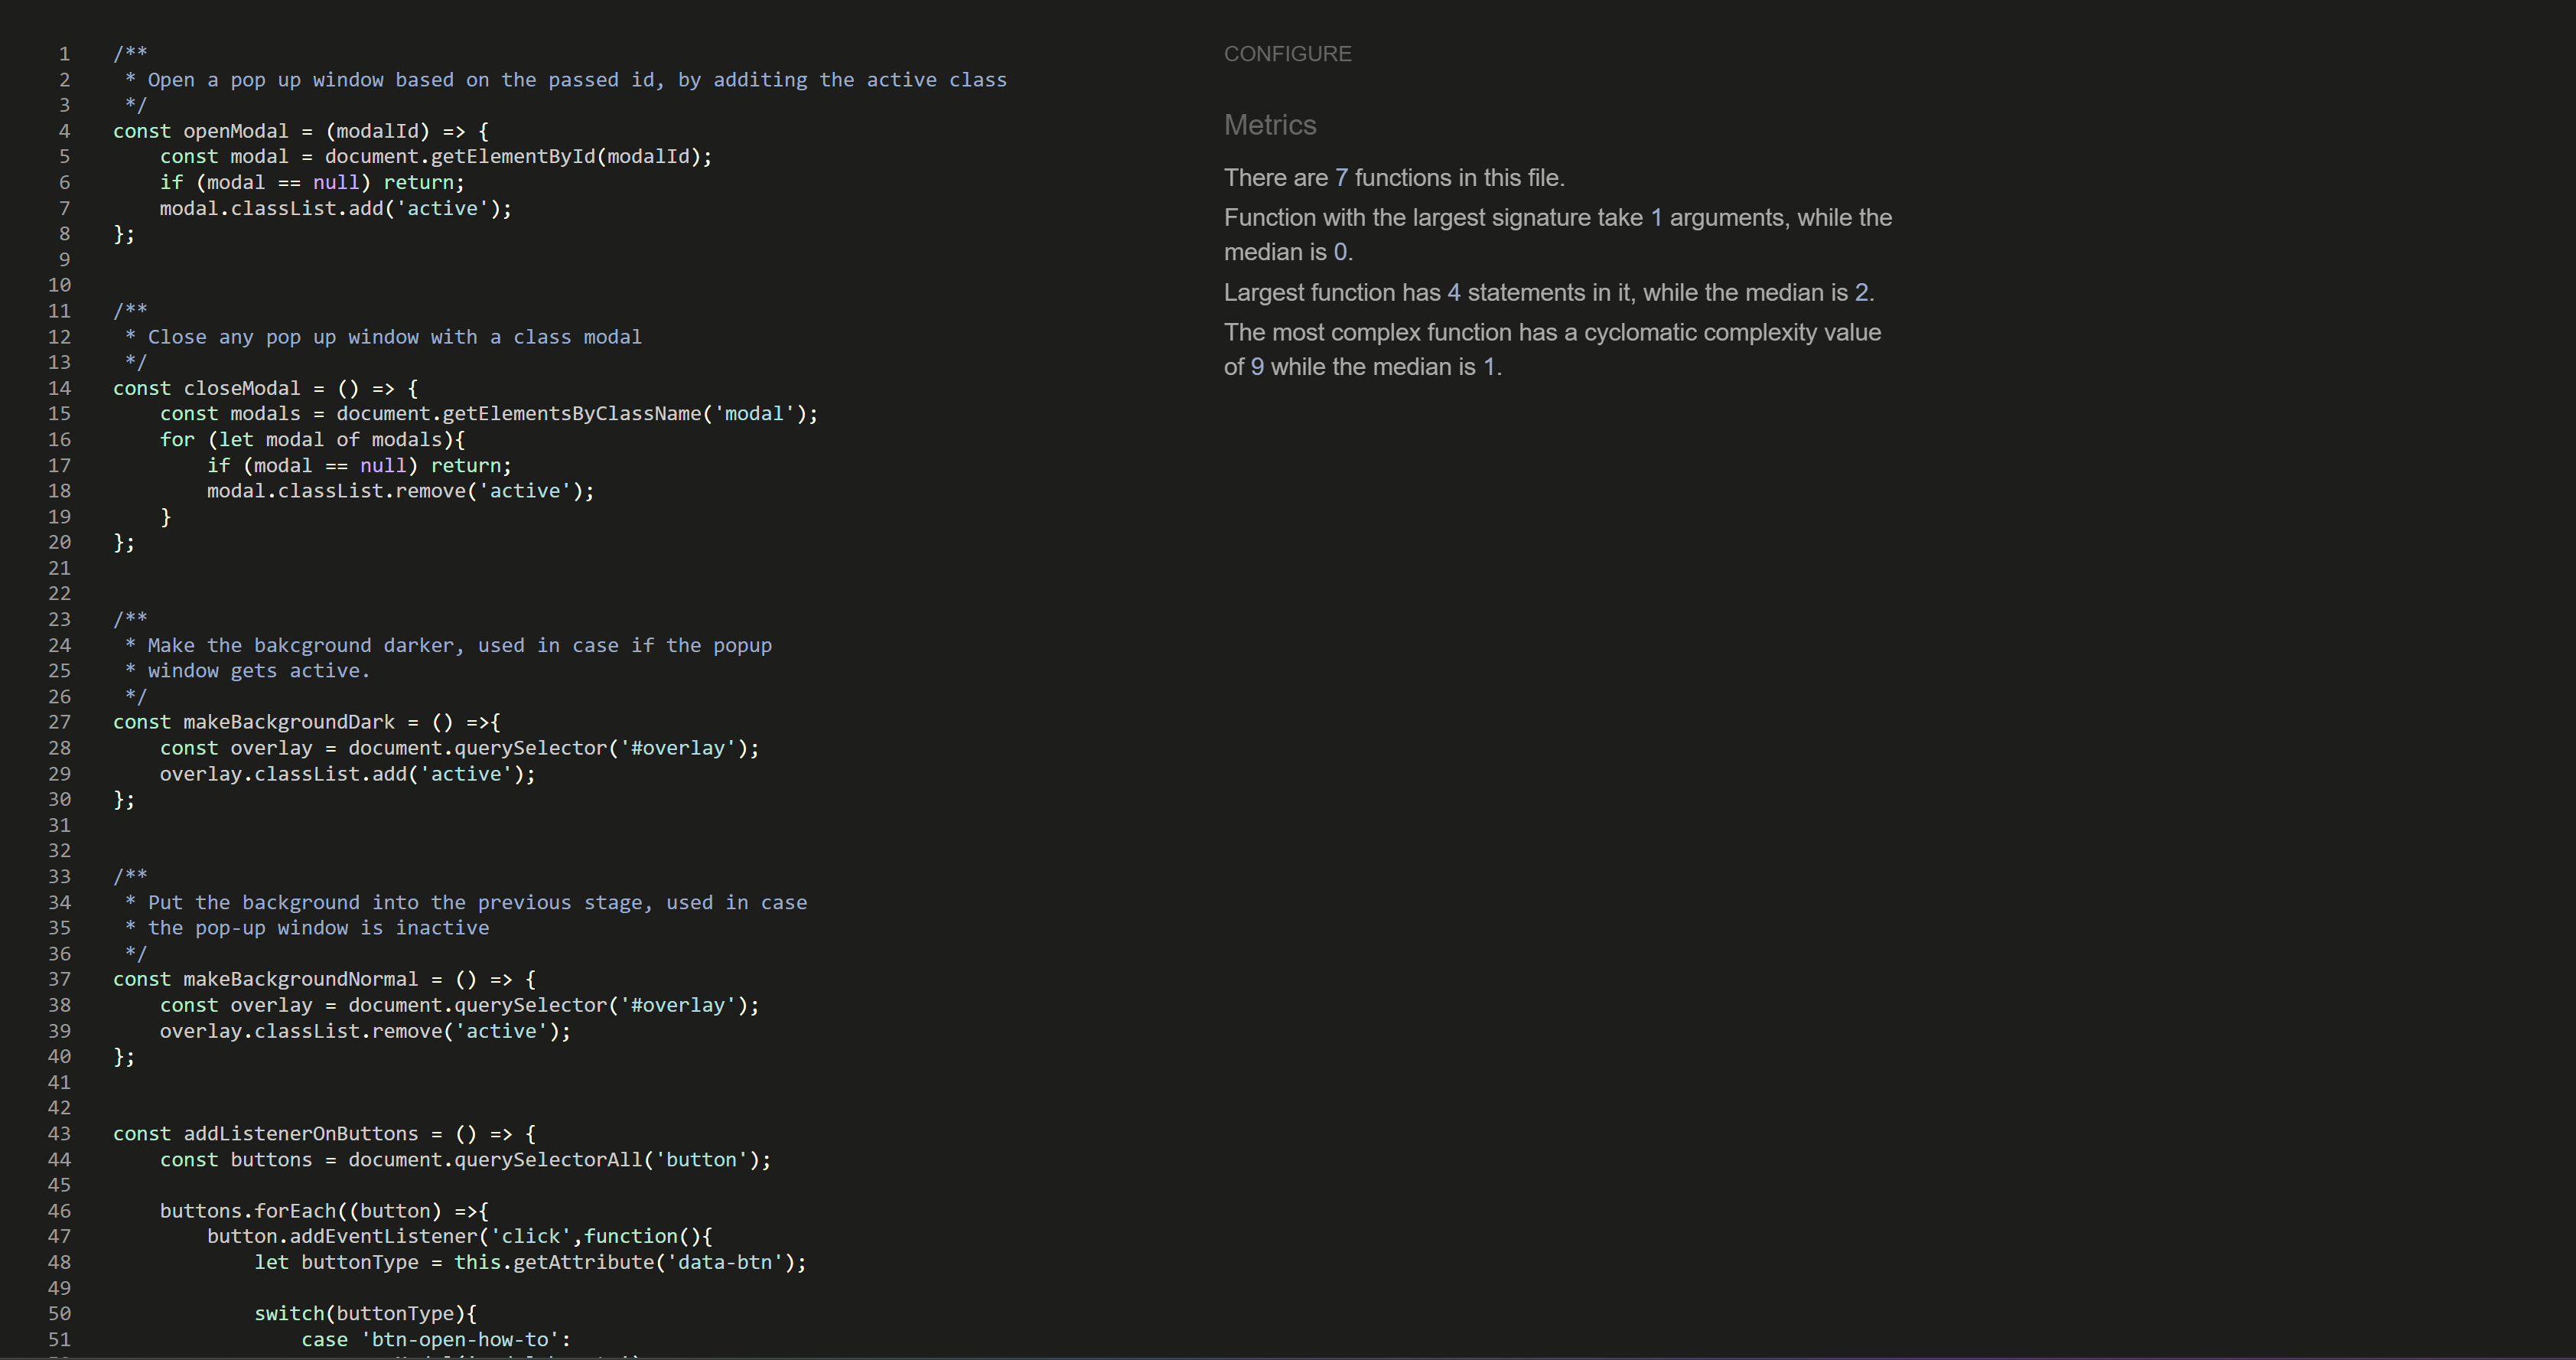 1 /**
2  * Open a pop up window based on the passed id, by additing the active class
3  */
4 const openModal = (modalId) => {
5     const modal = document.getElementById(modalId);
6     if (modal == null) return;
7     modal.classList.add('active');
8 };
9
10
11 /**
12  * Close any pop up window with a class modal
13  */
14 const closeModal = () => {
15     const modals = document.getElementsByClassName('modal');
16     for (let modal of modals){
17         if (modal == null) return;
18         modal.classList.remove('active');
19     }
20 };
21
22
23 /**
24  * Make the bakcground darker, used in case if the popup
25  * window gets active.
26  */
27 const makeBackgroundDark = () =>{
28     const overlay = document.querySelector('#overlay');
29     overlay.classList.add('active');
30 };
31
32
33 /**
34  * Put the background into the previous stage, used in case
35  * the pop-up window is inactive
36  */
37 const makeBackgroundNormal = () => {
38     const overlay = document.querySelector('#overlay');
39     overlay.classList.remove('active');
40 };
41
42
43 const addListenerOnButtons = () => {
44     const buttons = document.querySelectorAll('button');
45
46     buttons.forEach((button) =>{
47         button.addEventListener('click',function(){
48             let buttonType = this.getAttribute('data-btn');
49
50             switch(buttonType){
51                 case 'btn-open-how-to':
CONFIGURE
Metrics
There are 7 functions in this file.
Function with the largest signature take 1 arguments, while the
median is 0.
Largest function has 4 statements in it, while the median is 2.
The most complex function has a cyclomatic complexity value
of 9 while the median is 1.